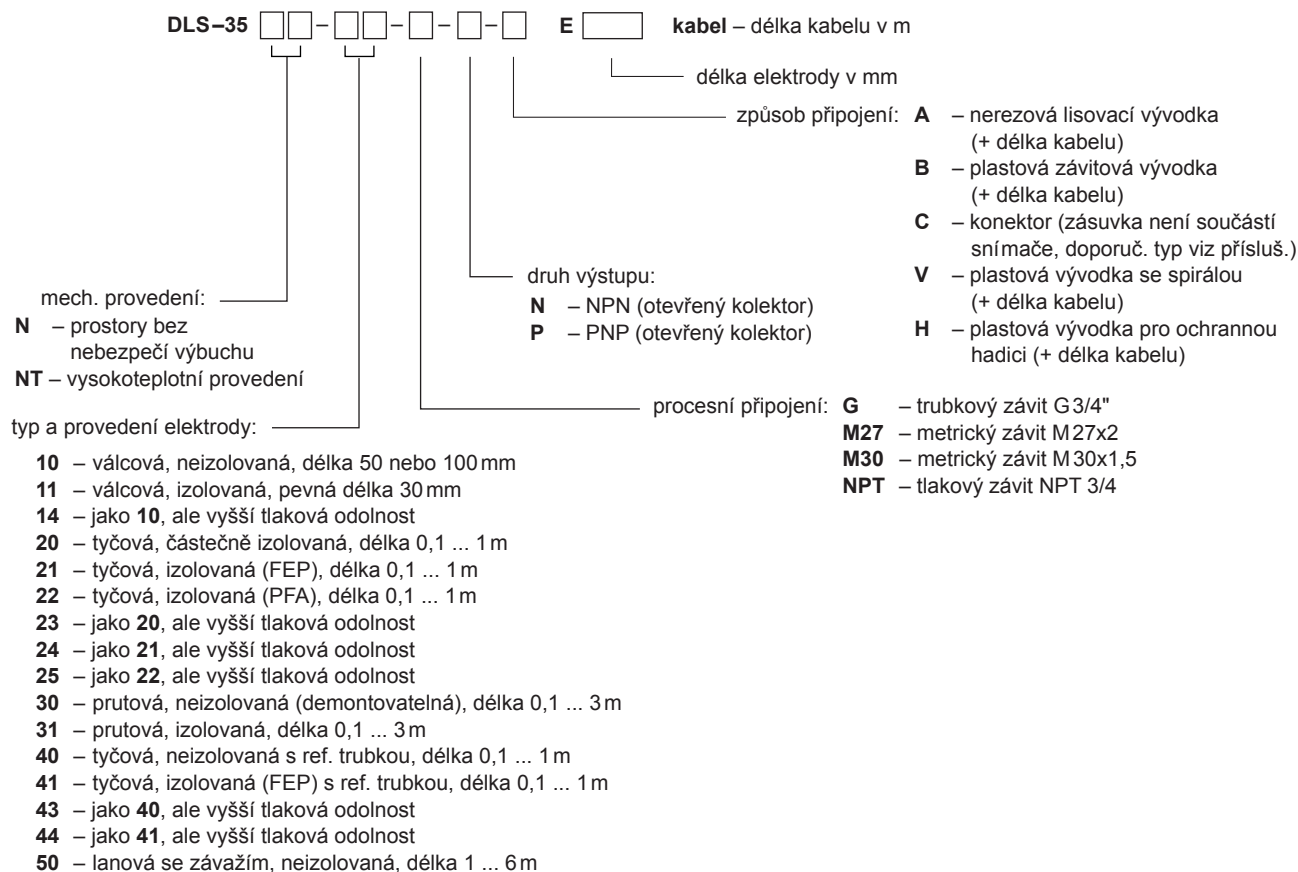 DLS–35 – – – – E kabel – délka kabelu v m
délka elektrody v mm
způsob připojení: A – nerezová lisovací vývodka
(+ délka kabelu)
B – plastová závitová vývodka
(+ délka kabelu)
C – konektor (zásuvka není součástí
snímače, doporuč. typ viz přísluš.)
V – plastová vývodka se spirálou
(+ délka kabelu)
H – plastová vývodka pro ochrannou
hadici (+ délka kabelu)
druh výstupu:
N – NPN (otevřený kolektor)
P – PNP (otevřený kolektor)
mech. provedení:
N – prostory bez
nebezpečí výbuchu
NT – vysokoteplotní provedení
procesní připojení: G – trubkový závit G 3/4"
M27 – metrický závit M 27x2
M30 – metrický závit M 30x1,5
NPT – tlakový závit NPT 3/4
typ a provedení elektrody:
10 – válcová, neizolovaná, délka 50 nebo 100 mm
11 – válcová, izolovaná, pevná délka 30 mm
14 – jako 10, ale vyšší tlaková odolnost
20 – tyčová, částečně izolovaná, délka 0,1 ... 1 m
21 – tyčová, izolovaná (FEP), délka 0,1 ... 1 m
22 – tyčová, izolovaná (PFA), délka 0,1 ... 1 m
23 – jako 20, ale vyšší tlaková odolnost
24 – jako 21, ale vyšší tlaková odolnost
25 – jako 22, ale vyšší tlaková odolnost
30 – prutová, neizolovaná (demontovatelná), délka 0,1 ... 3 m
31 – prutová, izolovaná, délka 0,1 ... 3 m
40 – tyčová, neizolovaná s ref. trubkou, délka 0,1 ... 1 m
41 – tyčová, izolovaná (FEP) s ref. trubkou, délka 0,1 ... 1 m
43 – jako 40, ale vyšší tlaková odolnost
44 – jako 41, ale vyšší tlaková odolnost
50 – lanová se závažím, neizolovaná, délka 1 ... 6 m